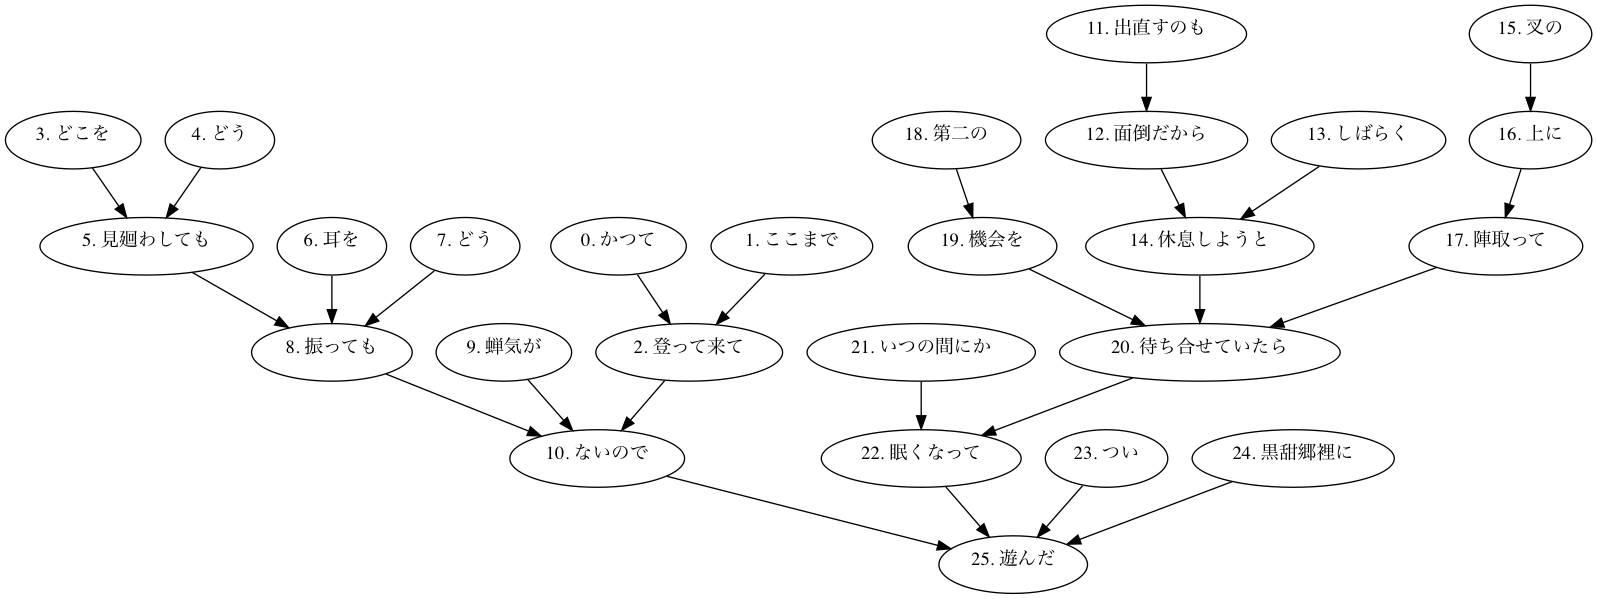 11. 出直すのも
15. 叉の
3. どこを
4. どう
18. 第二の
12. 面倒だから
13. しばらく
16. 上に
5. 見廻わしても
6. 耳を
7. どう
0. かつて
1. ここまで
19. 機会を
14. 休息しようと
17. 陣取って
8. 振っても
9. 蝉気が
2. 登って来て
21. いつの間にか
20. 待ち合せていたら
10. ないので
22. 眠くなって
23. つい
24. 黒甜郷裡に
25. 遊んだ